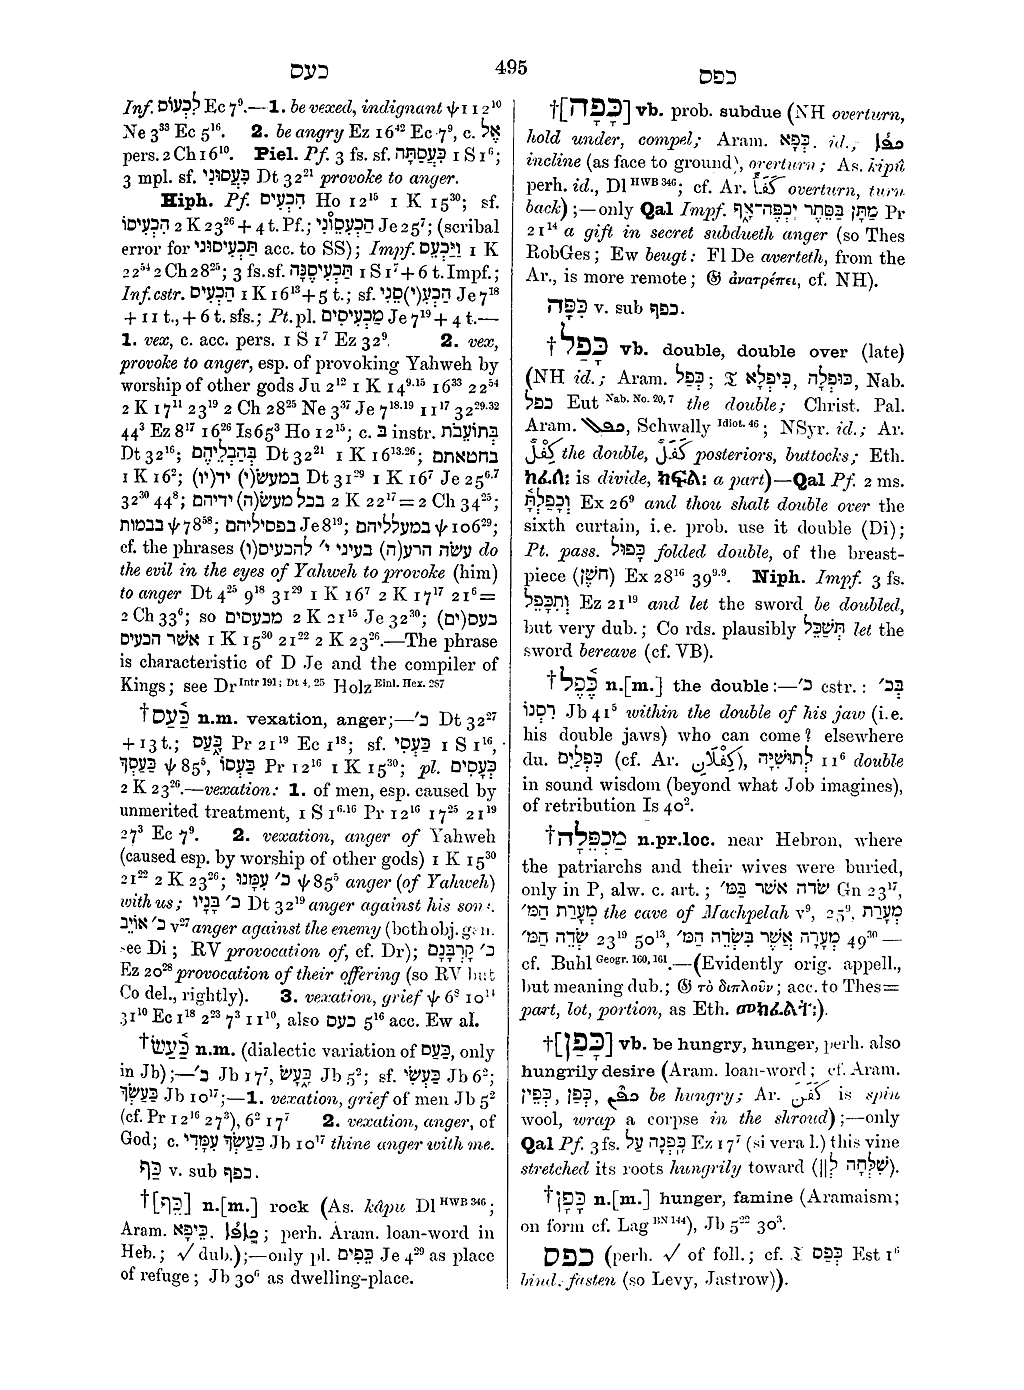 כעס
495
כפס
Inf. לִכְעוֹס Ec 7⁹.—1. be vexed, indignant ψ 112¹⁰
Ne 3³³ Ec 5¹⁶. 2. be angry Ez 16⁴² Ec 7⁹, c. אֶל
pers. 2 Ch 16¹⁰. Piel. Pf. 3 fs. sf. כִּעֲסַתָּה 1 S 1⁶;
3 mpl. sf. כִּעֲסוּנִי Dt 32²¹ provoke to anger.
Hiph. Pf. הִכְעִים Ho 12¹⁵ 1 K 15³⁰; sf.
הִכְעִיסוֹ 2 K 23²⁶ + 4 t. Pf.; הִכְעִסוּנִי Je 25⁷; (scribal
error for תַּכְעִיסוּנִי acc. to SS); Impf. וַיַּכְעֵס 1 K
22⁵⁴ 2 Ch 28²⁵; 3 fs. sf. תַּכְעִיסֶנָּה 1 S 1⁷ + 6 t. Impf.;
Inf. cstr. הַכְעִיס 1 K 16¹³ + 5 t.; sf. הַכְעִ(י)סֵנִי Je 7¹⁸
+ 11 t., + 6 t. sfs.; Pt. pl. מַכְעִיסִים Je 7¹⁹ + 4 t.—
1. vex, c. acc. pers. 1 S 1⁷ Ez 32⁹. 2. vex,
provoke to anger, esp. of provoking Yahweh by
worship of other gods Ju 2¹² 1 K 14⁹·¹⁵ 16³³ 22⁵⁴
2 K 17¹¹ 23¹⁹ 2 Ch 28²⁵ Ne 3³⁷ Je 7¹⁸·¹⁹ 11¹⁷ 32²⁹·³²
44³ Ez 8¹⁷ 16²⁶ Is 65³ Ho 12¹⁵; c. בּ instr. בְּתוֹעֵבֹת
Dt 32¹⁶; בְּהַבְלֵיהֶם Dt 32²¹ 1 K 16¹³·²⁶; בחטאתם
1 K 16²; במעשׂ(י) יד(יו) Dt 31²⁹ 1 K 16⁷ Je 25⁶·⁷
32³⁰ 44⁸; בכל מעשׂ(ה) ידיהם 2 K 22¹⁷ = 2 Ch 34²⁵;
בבמות ψ 78⁵⁸; בפסיליהם Je 8¹⁹; במעלליהם ψ 106²⁹;
cf. the phrases עשׂה הרע(ה) בעיני י׳ להכעיס(ו) do
the evil in the eyes of Yahweh to provoke (him)
to anger Dt 4²⁵ 9¹⁸ 31²⁹ 1 K 16⁷ 2 K 17¹⁷ 21⁶ =
2 Ch 33⁶; so מכעסים 2 K 21¹⁵ Je 32³⁰; כעס(ים)
אשר הכעיס 1 K 15³⁰ 21²² 2 K 23²⁶.—The phrase
is characteristic of D Je and the compiler of
Kings; see Dr Intr 191; Dt 4, 25 Holz Einl. Hex. 287
†כַּעַס n.m. vexation, anger;—כ׳ Dt 32²⁷
+ 13 t.; כָּעַס Pr 21¹⁹ Ec 1¹⁸; sf. כַּעְסִי 1 S 1¹⁶,
כַּעַסְךָ ψ 85⁵, כַּעְסוֹ Pr 12¹⁶ 1 K 15³⁰; pl. כְּעָסִים
2 K 23²⁶.—vexation: 1. of men, esp. caused by
unmerited treatment, 1 S 1⁶·¹⁶ Pr 12¹⁶ 17²⁵ 21¹⁹
27³ Ec 7⁹. 2. vexation, anger of Yahweh
(caused esp. by worship of other gods) 1 K 15³⁰
21²² 2 K 23²⁶; כ׳ עִמָּנוּ ψ 85⁵ anger (of Yahweh)
with us; כ׳ בָּנָיו Dt 32¹⁹ anger against his sons.
כ׳ אוֹיֵב v²⁷ anger against the enemy (both obj. gen.
see Di; RV provocation of, cf. Dr); כ׳ קָרְבָּנָם
Ez 20²⁸ provocation of their offering (so RV but
Co del., rightly). 3. vexation, grief ψ 6⁸ 10¹⁴
31¹⁰ Ec 1¹⁸ 2²³ 7³ 11¹⁰, also כעס 5¹⁶ acc. Ew al.
†כַּעַשׂ n.m. (dialectic variation of כַּעַס, only
in Jb);—כ׳ Jb 17⁷, כָּעַשׂ Jb 5²; sf. כַּעְשִׂי Jb 6²;
כַּעַשְׂךָ Jb 10¹⁷;—1. vexation, grief of men Jb 5²
(cf. Pr 12¹⁶ 27³), 6² 17⁷ 2. vexation, anger, of
God; c. כַּעַשְׂךָ עִמָּדִי Jb 10¹⁷ thine anger with me.
כַּף v. sub כפף.
†[כֵּף] n.[m.] rock (As. kâpu Dl HWB 346;
Aram. כֵּיפָא, ܟܐܦܐ; perh. Aram. loan-word in
Heb.; √ dub.);—only pl. כֵּפִים Je 4²⁹ as place
of refuge; Jb 30⁶ as dwelling-place.
†[כָּפָה] vb. prob. subdue (NH overturn,
hold under, compel; Aram. כְּפָא id., ܟܦܐ
incline (as face to ground), overturn; As. kipû
perh. id., Dl HWB 346; cf. Ar. كَفَأَ overturn, turn
back);—only Qal Impf. מַתָּן בַּסֵּתֶר יִכְפֶּה־אָף Pr
21¹⁴ a gift in secret subdueth anger (so Thes
RobGes; Ew beugt: Fl De averteth, from the
Ar., is more remote; 𝔊 ἀνατρέπει, cf. NH).
כִּפָּה v. sub כפף.
†כָּפַל vb. double, double over (late)
(NH id.; Aram. כְּפַל; 𝔗 כִּיפְלָא, כּוּפְלָה, Nab.
כפל Eut Nab. No. 20, 7 the double; Christ. Pal.
Aram. , Schwally Idiot. 46; NSyr. id.; Ar.
كِفْلٌ the double, كَفَلٌ posteriors, buttocks; Eth.
ከፈለ፡ is divide, ክፍል፡ a part)—Qal Pf. 2 ms.
וְכָפַלְתָּ Ex 26⁹ and thou shalt double over the
sixth curtain, i.e. prob. use it double (Di);
Pt. pass. כָּפוּל folded double, of the breast-
piece (חשֶׁן) Ex 28¹⁶ 39⁹·⁹. Niph. Impf. 3 fs.
וְתִכָּפֵל Ez 21¹⁹ and let the sword be doubled,
but very dub.; Co rds. plausibly תְּשַׁכֵּל let the
sword bereave (cf. VB).
†כֶּפֶל n.[m.] the double:—כ׳ cstr.: בְּכ׳
רִסְנוֹ Jb 41⁵ within the double of his jaw (i.e.
his double jaws) who can come? elsewhere
du. כִּפְלַיִם (cf. Ar. كِفْلَانِ), לְתוּשִׁיָּה 11⁶ double
in sound wisdom (beyond what Job imagines),
of retribution Is 40².
†מַכְפֵּלָה n.pr.loc. near Hebron, where
the patriarchs and their wives were buried,
only in P, alw. c. art.; שׂדה אשר בַּמּ׳ Gn 23¹⁷,
מְעָרַת הַמּ׳ the cave of Machpelah v⁹, 25⁹, מְעָרַת
שְׂדֵה הַמּ׳ 23¹⁹ 50¹³, מְעָרָה אֲשֶׁר בִּשְׂדֵה הַמּ׳ 49³⁰ —
cf. Buhl Geogr. 160, 161.—(Evidently orig. appell.,
but meaning dub.; 𝔊 τὸ διπλοῦν; acc. to Thes =
part, lot, portion, as Eth. መክፈልት፡).
†[כָּפַן] vb. be hungry, hunger, perh. also
hungrily desire (Aram. loan-word; cf. Aram.
כְּפֵין, כְּפַן, ܟܦܢ be hungry; Ar. كَفَنَ is spin
wool, wrap a corpse in the shroud);—only
Qal Pf. 3 fs. כָּפְנָה עַל Ez 17⁷ (si vera l.) this vine
stretched its roots hungrily toward (‖ שִׁלְּחָה לְ).
†כָּפָן n.[m.] hunger, famine (Aramaism;
on form cf. Lag BN 144), Jb 5²² 30³.
כפס (perh. √ of foll.; cf. 𝔗 כְּפַס Est 1⁶
bind, fasten (so Levy, Jastrow)).